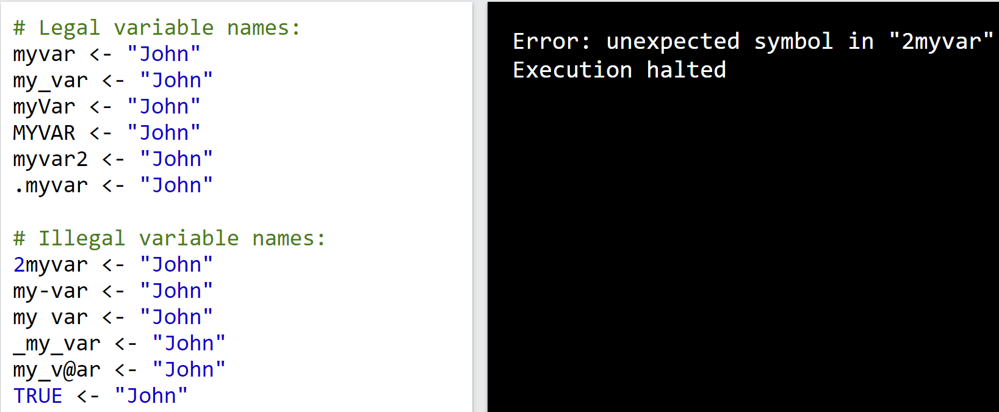 # Legal variable names:
myvar <- "John"
my_var <- "John"
myVar <- "John"
MYVAR <- "John"
myvar2 <- "John"
.myvar <- "John"
# Illegal variable names:
2myvar <- "John"
my-var <- "John"
my var <- "John"
_my_var <- "John"
my_v@ar <- "John"
TRUE <- "John"
Error: unexpected symbol in "2myvar"
Execution halted